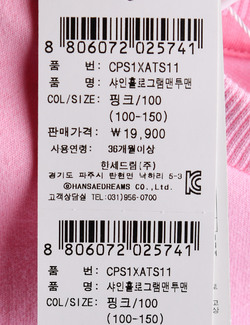 8 806072 025741
품 번: CPS1XATS11
품 명: 샤인홀로그램맨투맨
COL/SIZE: 핑크/100
(100-150)
판매가격: ₩19,900
사용연령: 36개월이상
한세드림(주)
경기도 파주시 탄현면 낙하리 5-3
@HANSAEDREAMS CO.,LTD.
고객상담실 TEL:031)956-0700
8 806072 025741
품 번: CPS1XATS11
품 명: 샤인홀로그램맨투맨
COL/SIZE: 핑크/100
(100-150)